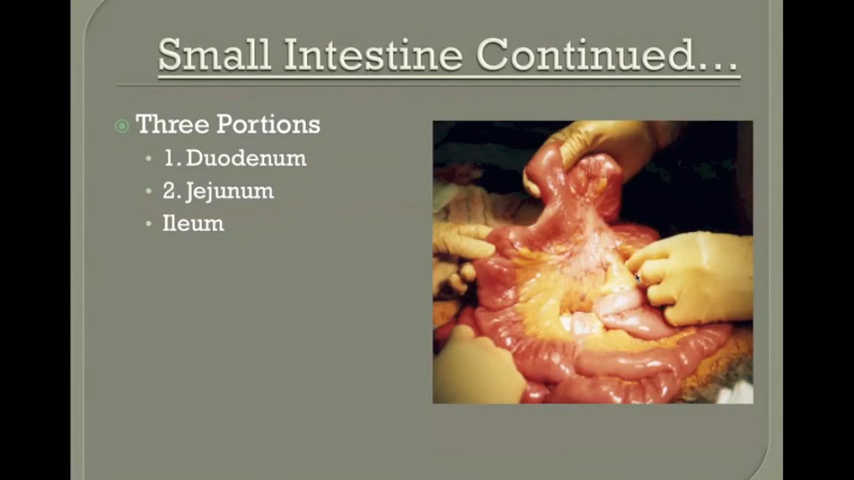 Small Intestine Continued...
Three Portions
1. Duodenum
2. Jejunum
Ileum